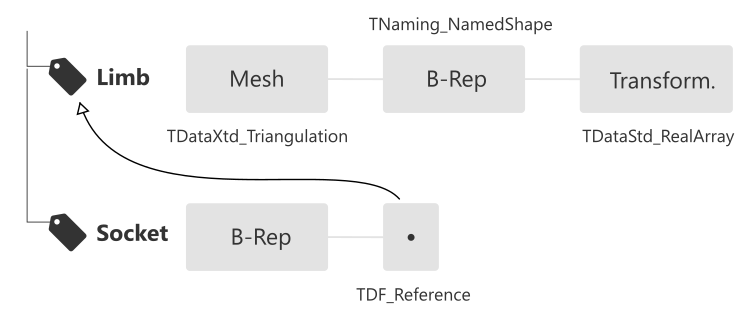 TNaming_NamedShape
Limb
Mesh
B-Rep
Transform.
TDataXtd_Triangulation
TDataStd_RealArray
Socket
B-Rep
TDF_Reference